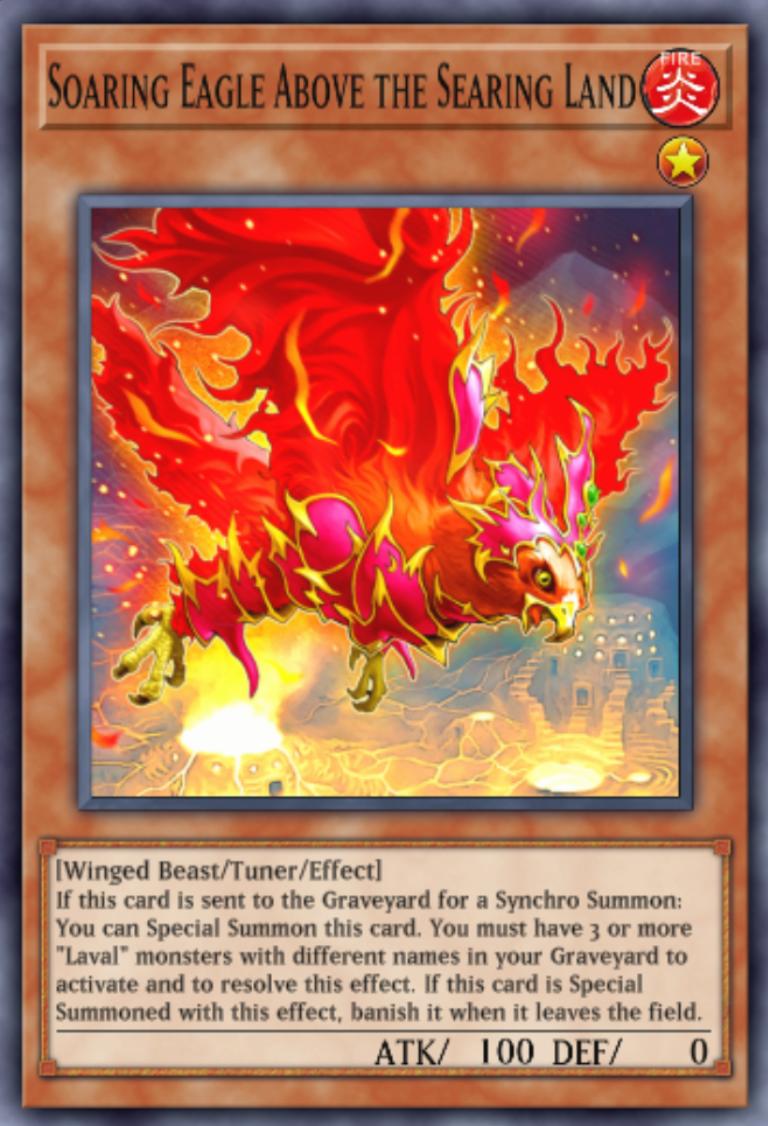 SOARING EAGLE ABOVE THE SEARING LAND
FIRE
炎
[Winged Beast/Tuner/Effect]
If this card is sent to the Graveyard for a Synchro Summon:
You can Special Summon this card. You must have 3 or more
"Laval" monsters with different names in your Graveyard to
activate and to resolve this effect. If this card is Special
Summoned with this effect, banish it when it leaves the field.
ATK/ 100 DEF/ 0